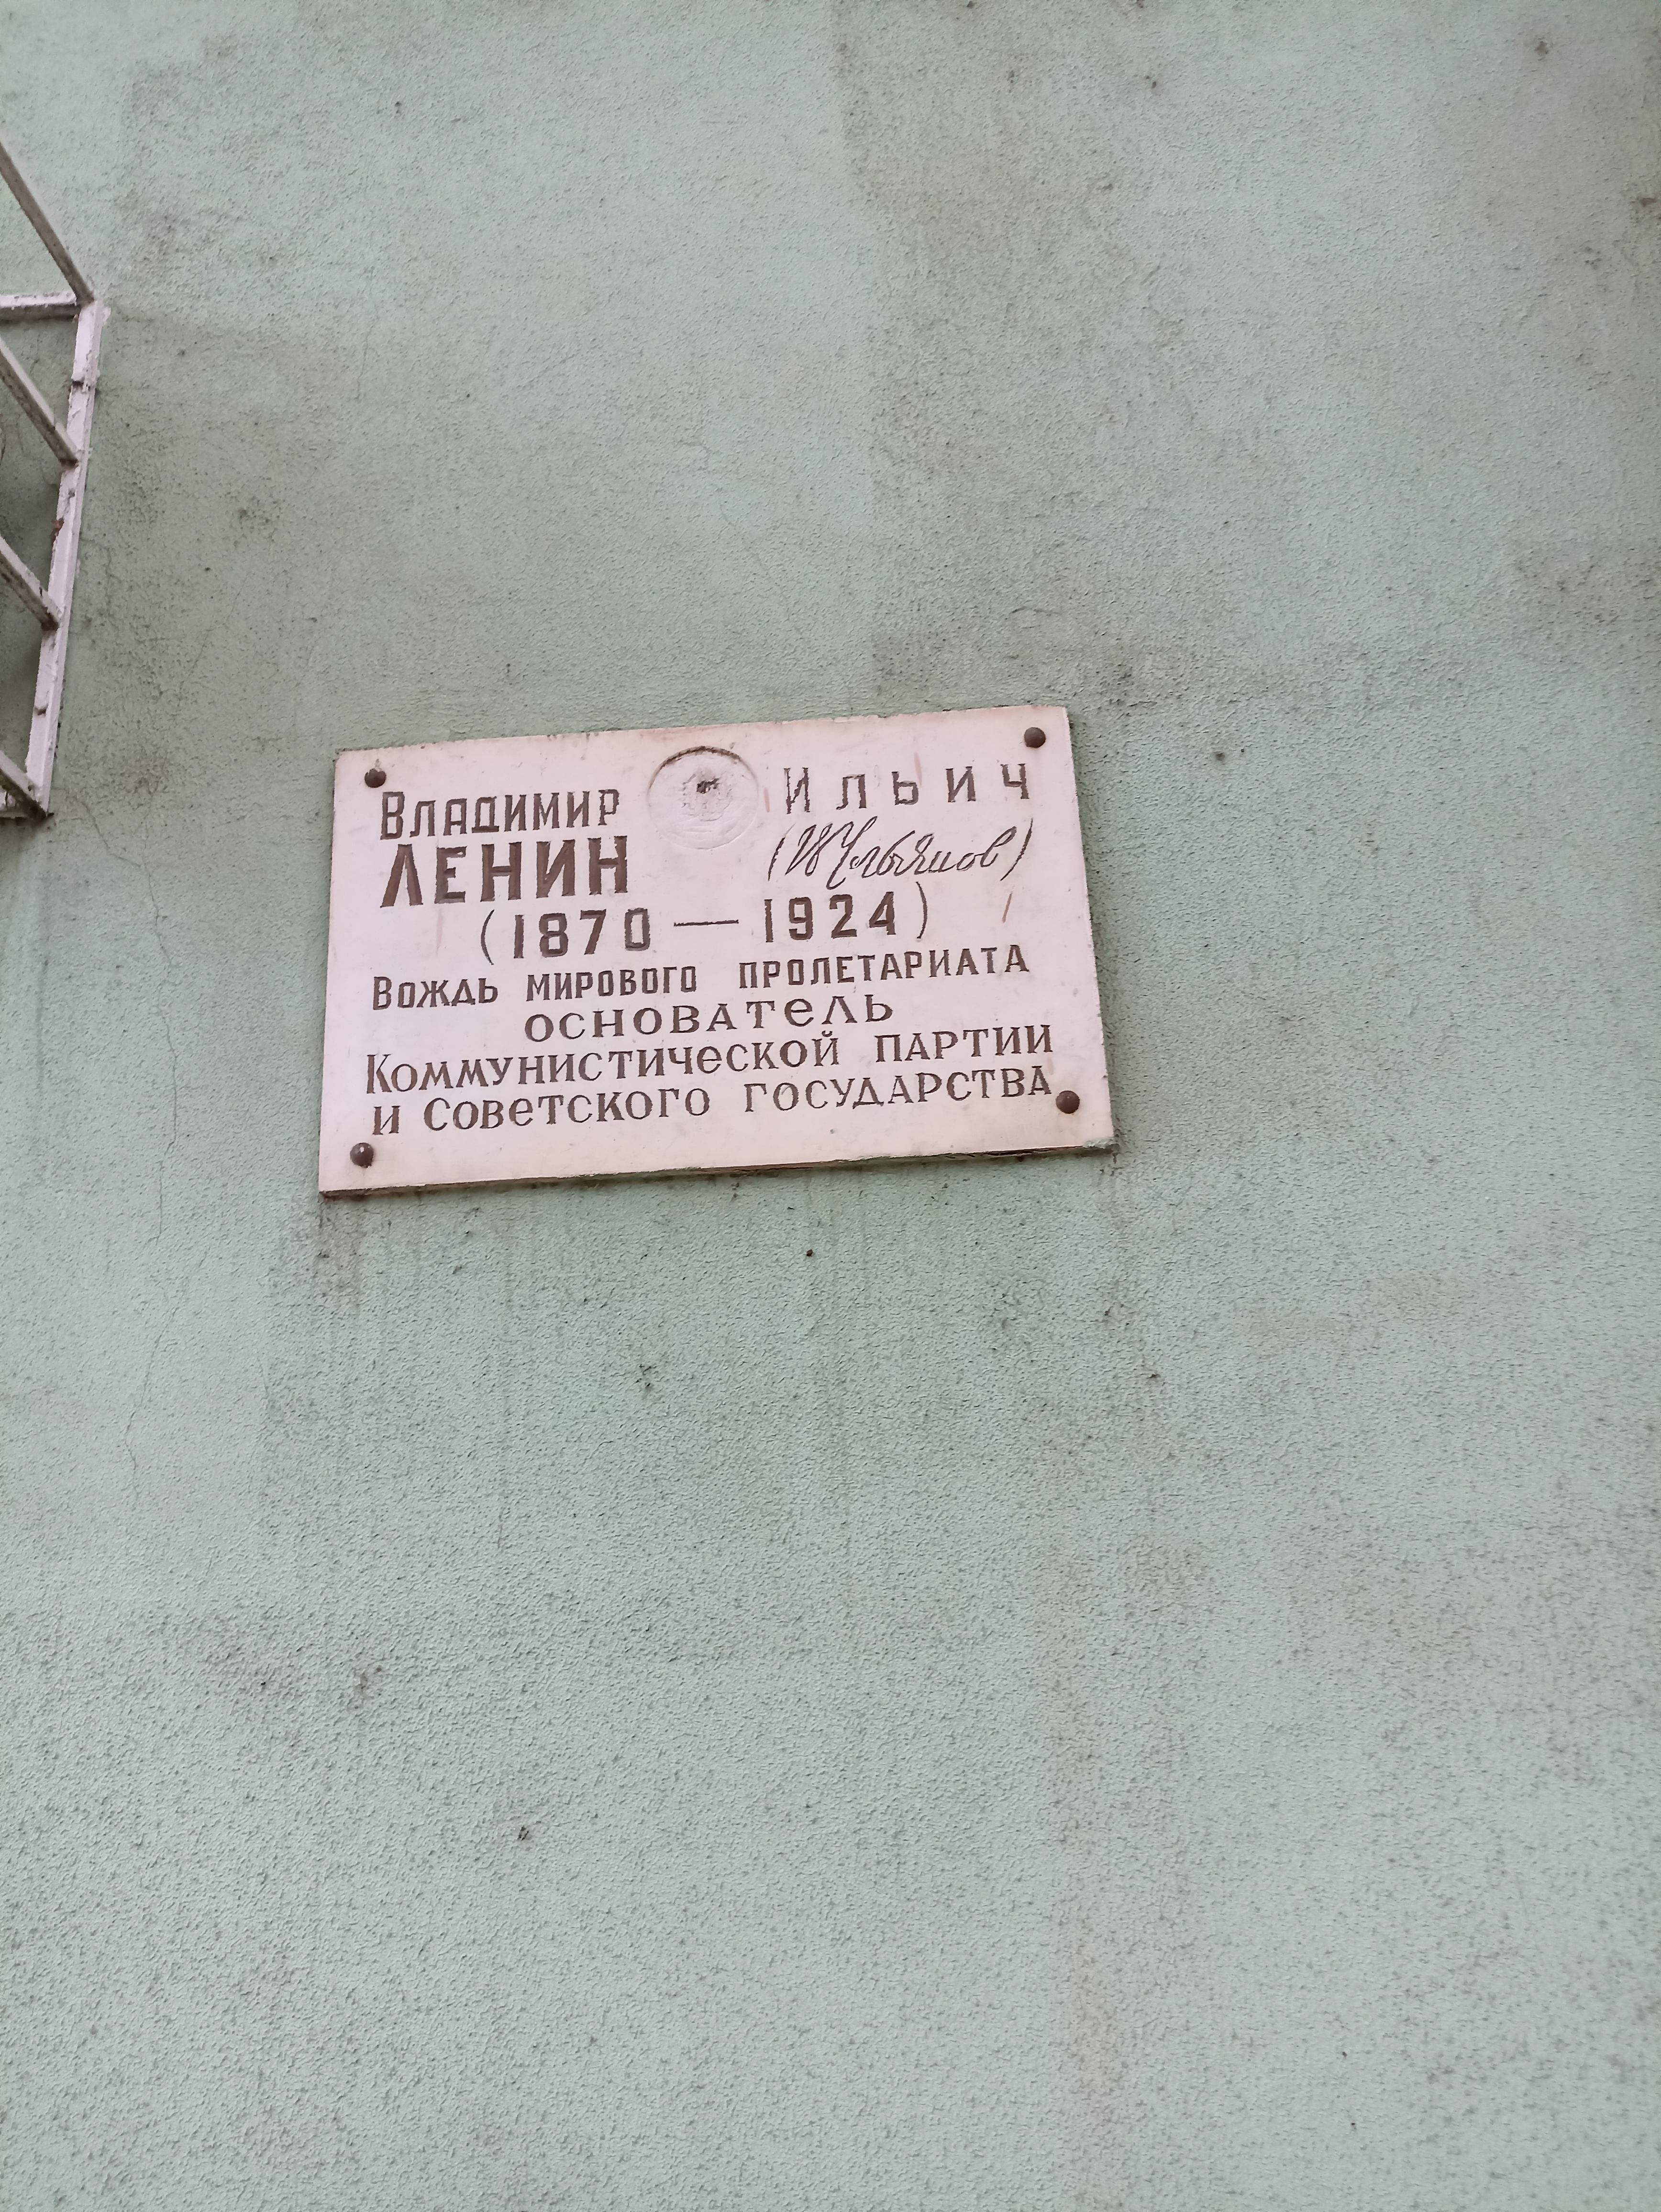 Владимир Ильич
ЛЕНИН (Ульянов)
(1870 — 1924)
Вождь мирового пролетариата
основатель
Коммунистической партии
и Советского государства